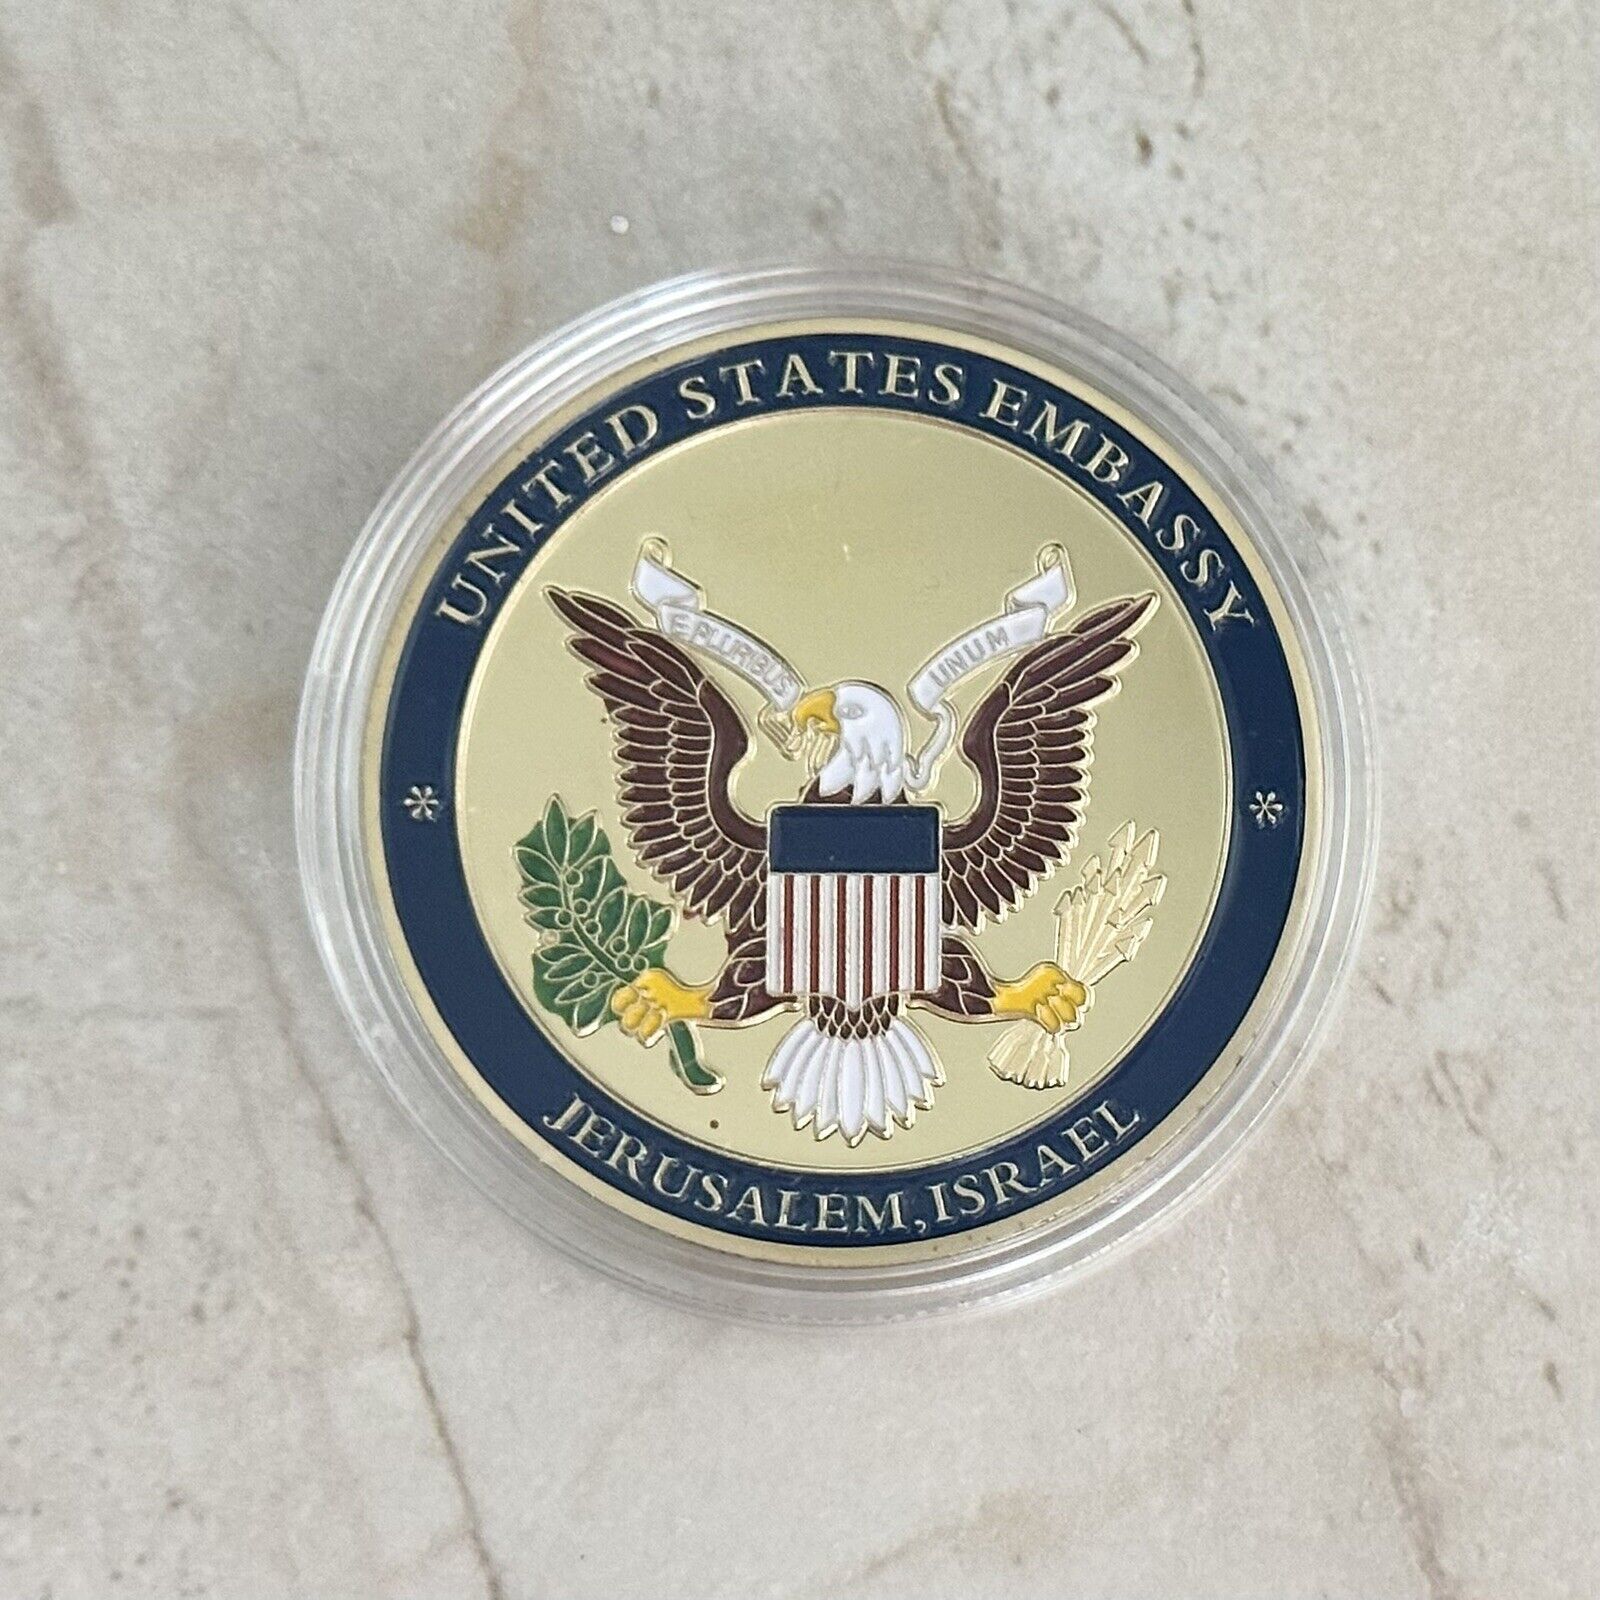 UNITED STATES EMBASSY
E PLURIBUS UNUM
JERUSALEM, ISRAEL